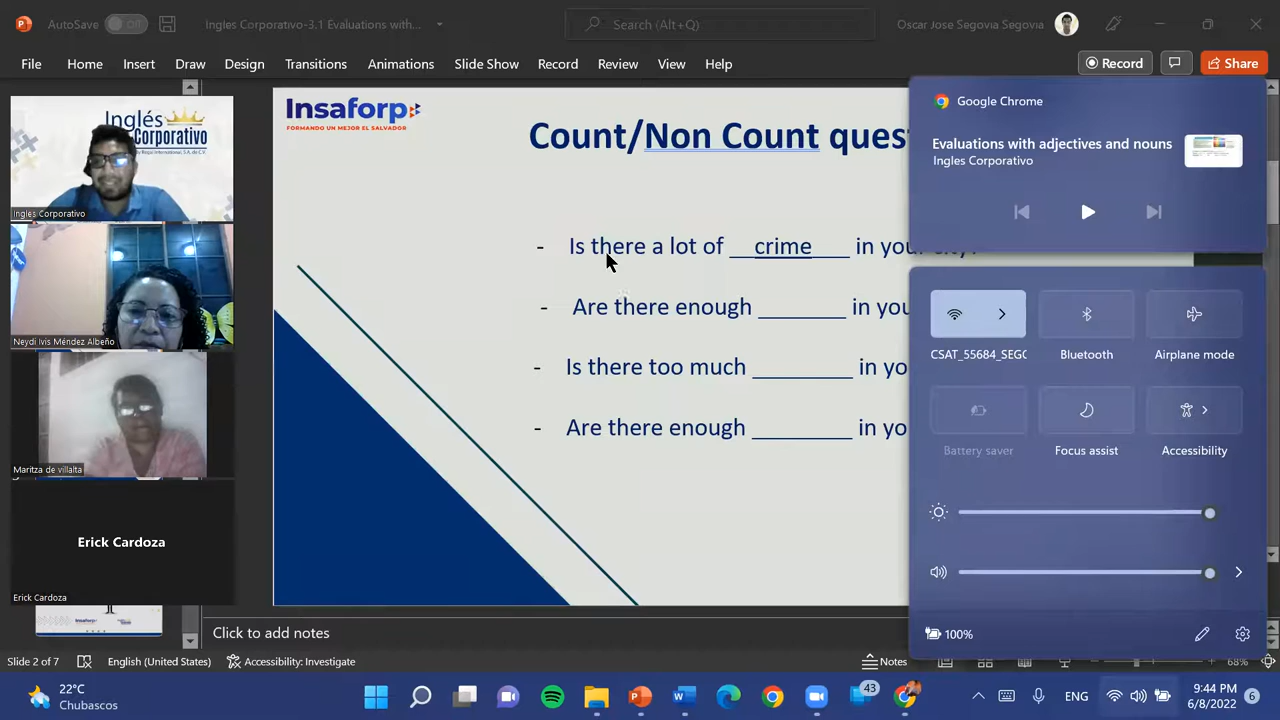 AutoSave Off
Ingles Corporativo-3.1 Evaluations with...
Search (Alt+Q)
Oscar Jose Segovia Segovia
File Home Insert Draw Design Transitions Animations Slide Show Record Review View Help
Record
Share
Inglés
Corporativo
Ingles Corporativo
Neydi Ivis Méndez Albeño
Maritza de villalta
Erick Cardoza
Erick Cardoza
Insaforp
FORMANDO UN MEJOR EL SALVADOR
Count/Non Count ques
- Is there a lot of __crime___ in your city?
- Are there enough _______ in you
- Is there too much ________ in yo
- Are there enough ________ in yo
Google Chrome
Evaluations with adjectives and nouns
Ingles Corporativo
CSAT_55684_SEGC
Bluetooth
Airplane mode
Battery saver
Focus assist
Accessibility
100%
Click to add notes
Slide 2 of 7
English (United States)
Accessibility: Investigate
Notes
68%
22°C
Chubascos
43
ENG
9:44 PM
6/8/2022
6